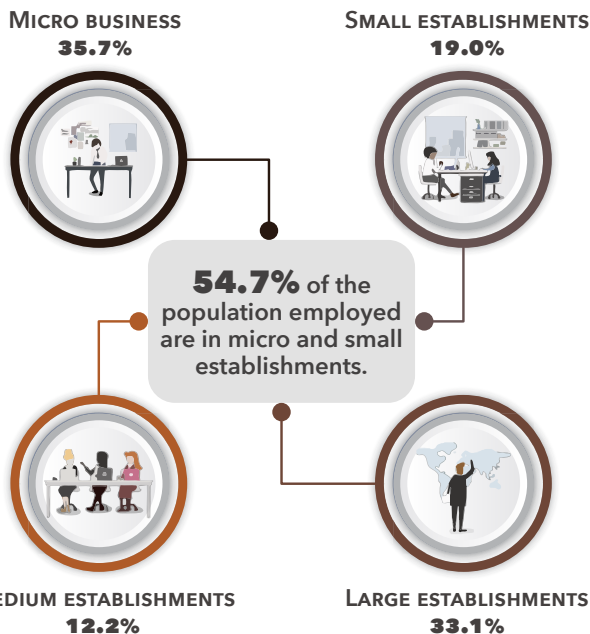 MICRO BUSINESS
35.7%
SMALL ESTABLISHMENTS
19.0%
54.7% of the
population employed
are in micro and small
establishments.
EDIUM ESTABLISHMENTS
12.2%
LARGE ESTABLISHMENTS
33.1%